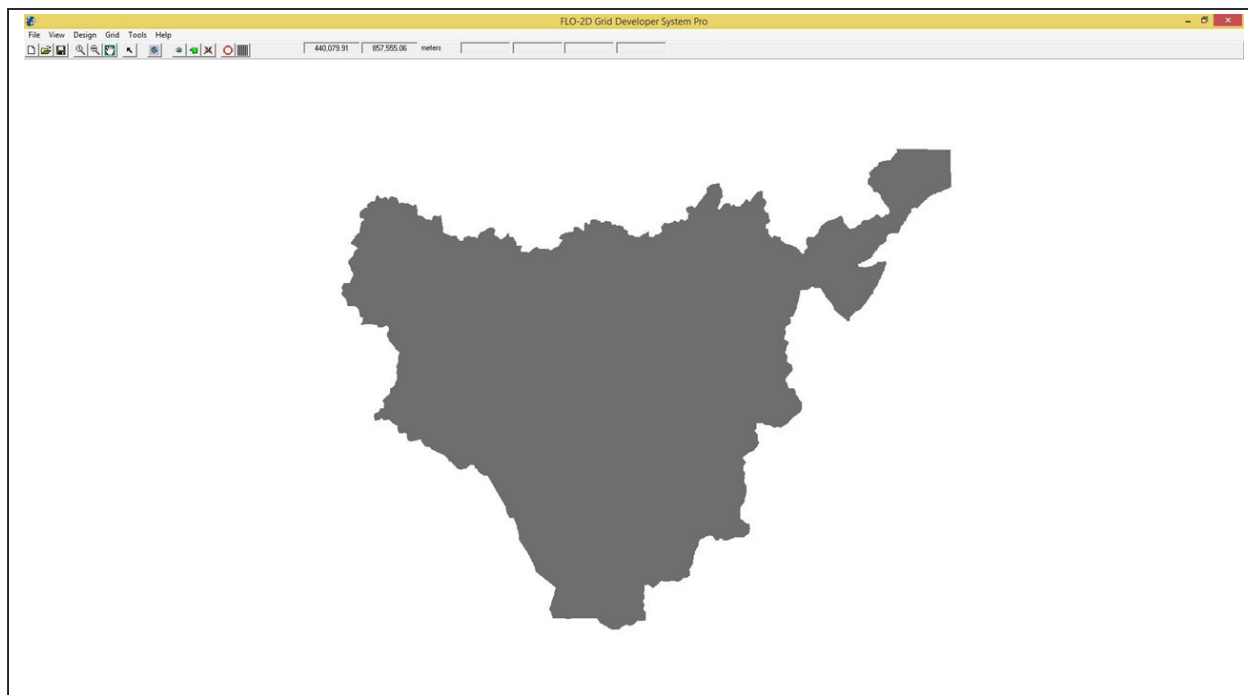 FLO-2D Grid Developer System Pro
File View Design Grid Tools Help
440,079.91 857,555.06 meters